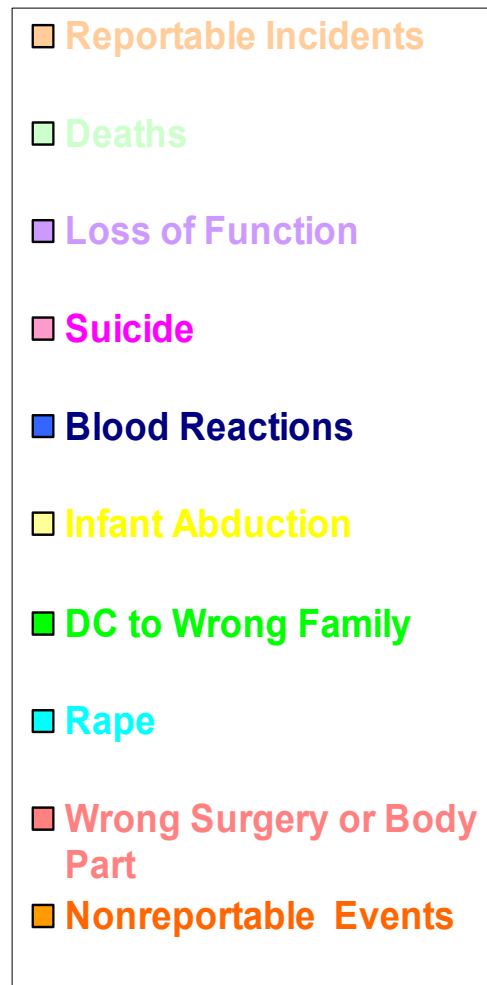 Reportable Incidents
Deaths
Loss of Function
Suicide
Blood Reactions
Infant Abduction
DC to Wrong Family
Rape
Wrong Surgery or Body
Part
Nonreportable Events